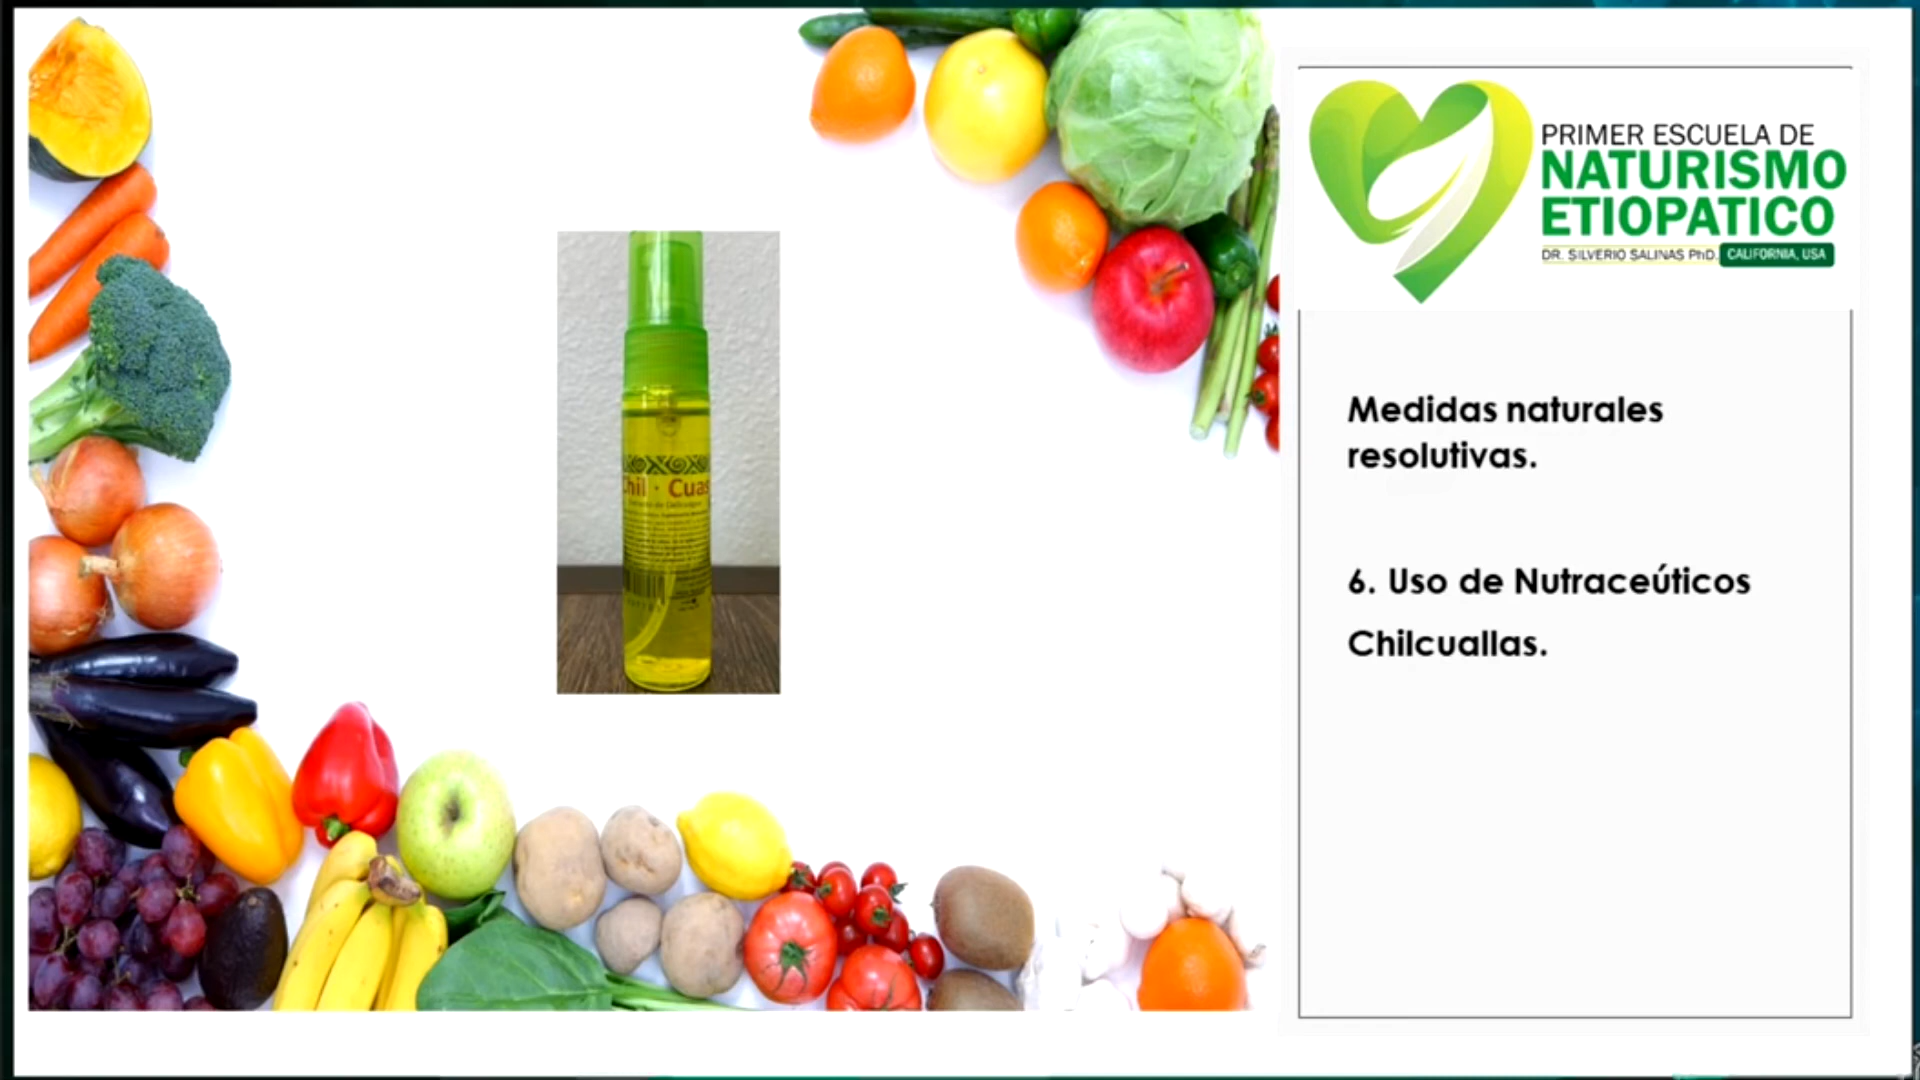 PRIMER ESCUELA DE
NATURISMO
ETIOPATICO
DR. SILVERIO SALINAS PhD. CALIFORNIA, USA
Medidas naturales
resolutivas.
6. Uso de Nutraceúticos
Chilcuallas.
Chil · Cuas